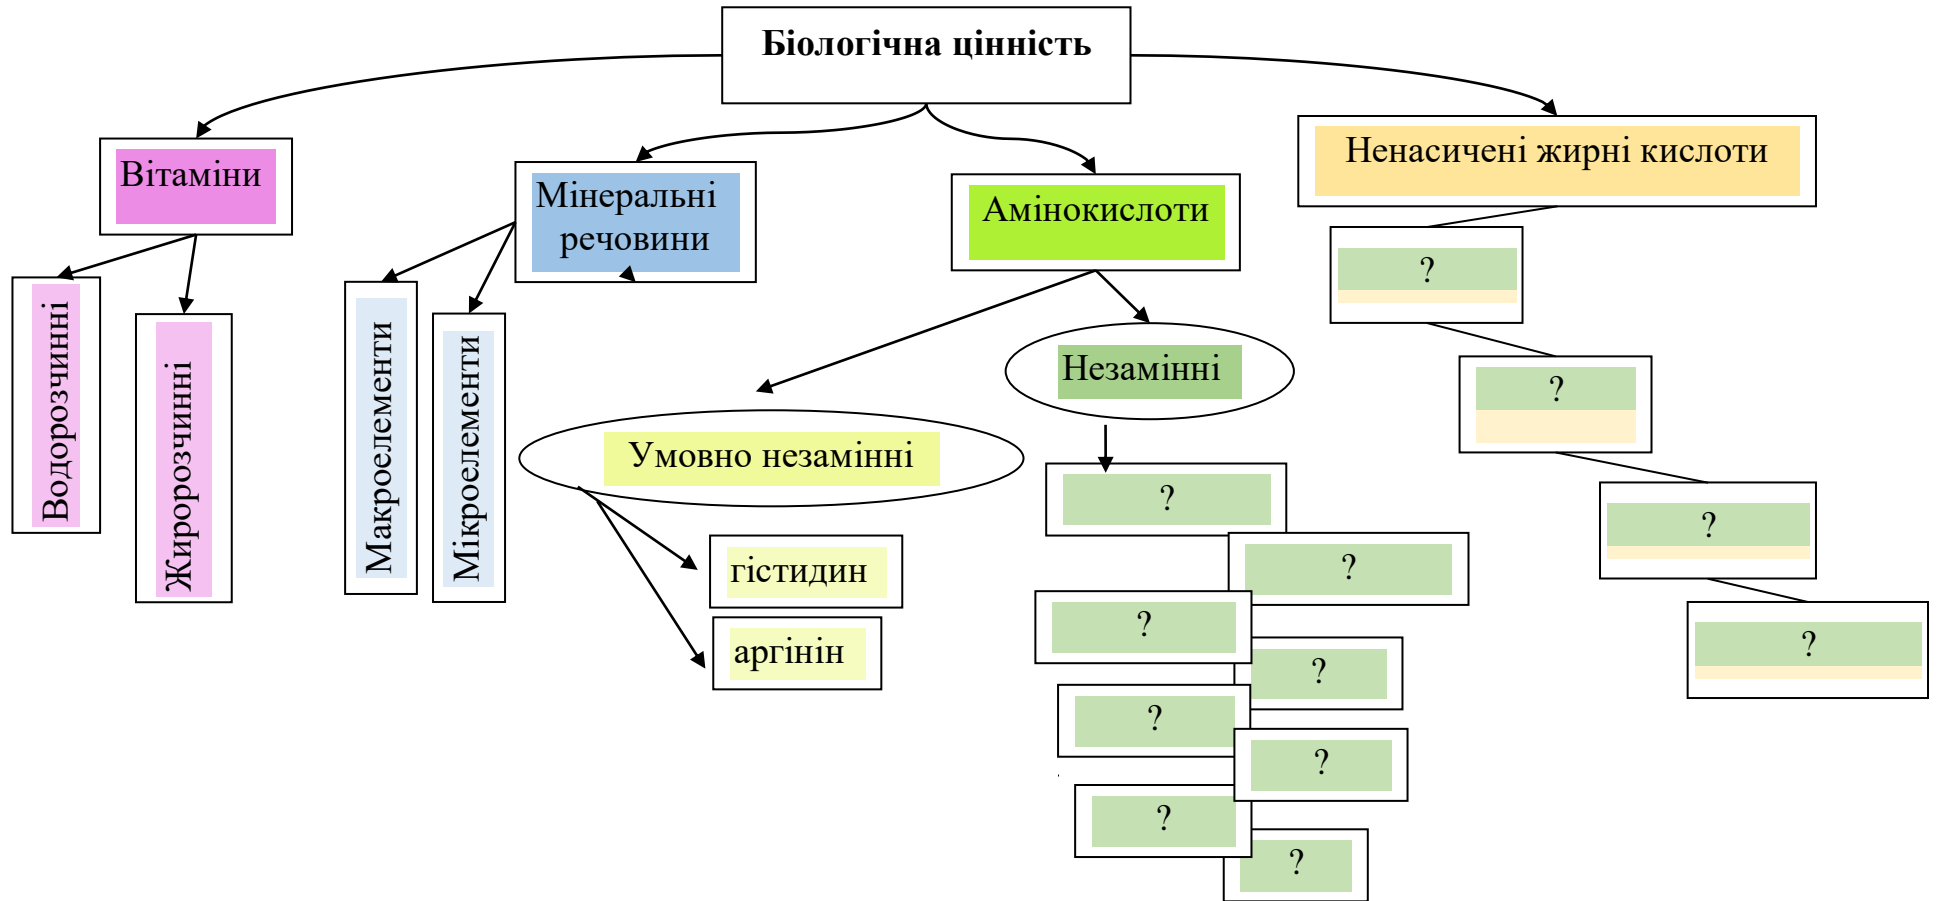 Біологічна цінність
Вітаміни
Водорозчинні
Жиророзчинні
Мінеральні
речовини
Макроелементи
Мікроелементи
Амінокислоти
Умовно незамінні
гістидин
аргінін
Незамінні
?
?
?
?
?
?
?
?
Ненасичені жирні кислоти
?
?
?
?